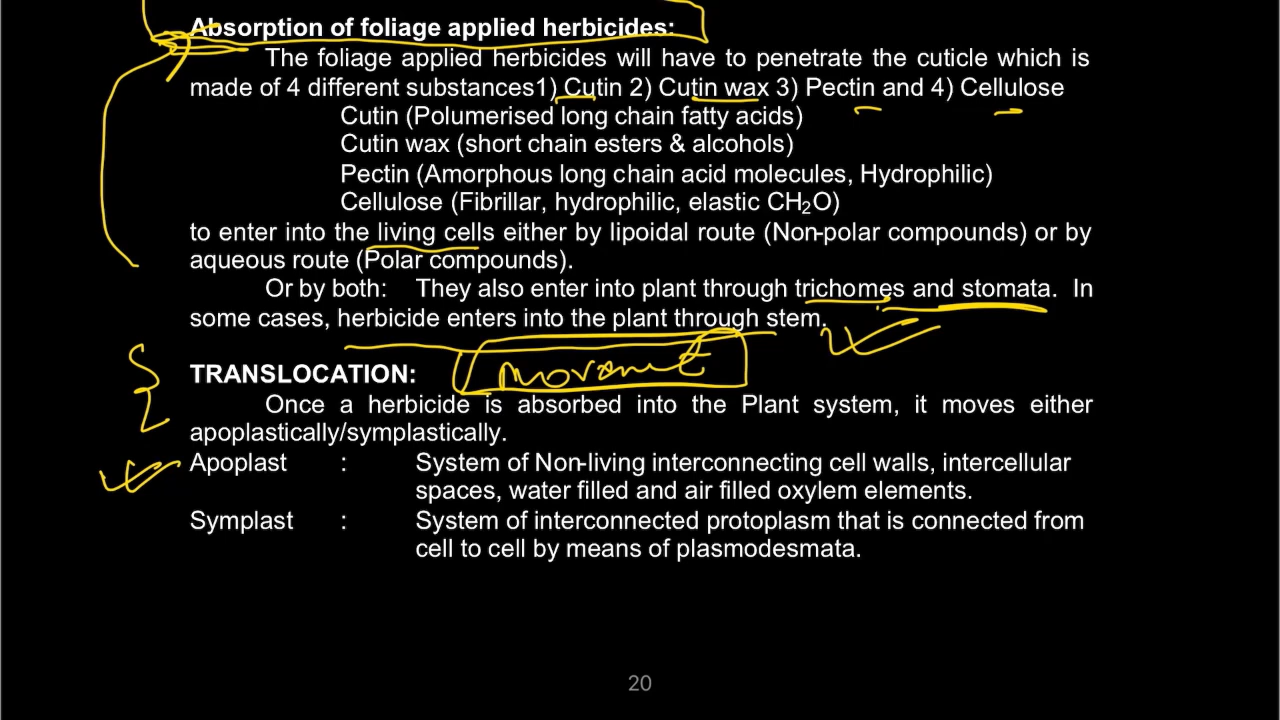 Absorption of foliage applied herbicides:
The foliage applied herbicides will have to penetrate the cuticle which is
made of 4 different substances1) Cutin 2) Cutin wax 3) Pectin and 4) Cellulose
Cutin (Polumerised long chain fatty acids)
Cutin wax (short chain esters & alcohols)
Pectin (Amorphous long chain acid molecules, Hydrophilic)
Cellulose (Fibrillar, hydrophilic, elastic CH₂O)
to enter into the living cells either by lipoidal route (Non-polar compounds) or by
aqueous route (Polar compounds).
Or by both: They also enter into plant through trichomes and stomata. In
some cases, herbicide enters into the plant through stem.
TRANSLOCATION:
Once a herbicide is absorbed into the Plant system, it moves either
apoplastically/symplastically.
Apoplast : System of Non-living interconnecting cell walls, intercellular
spaces, water filled and air filled oxylem elements.
Symplast : System of interconnected protoplasm that is connected from
cell to cell by means of plasmodesmata.
20